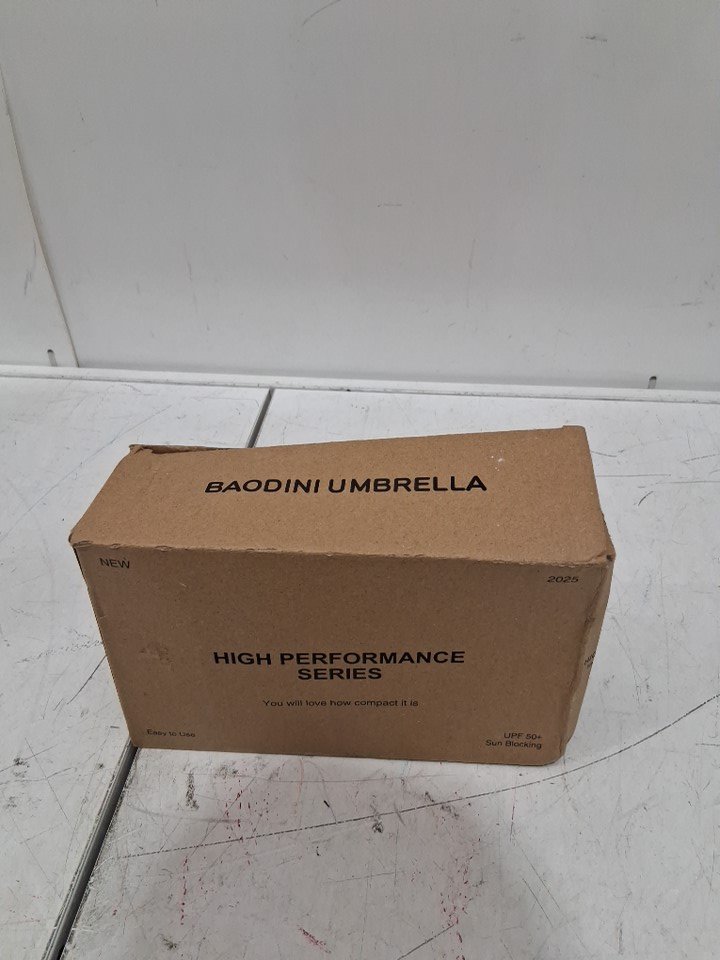 BAODINI UMBRELLA
NEW
2025
HIGH PERFORMANCE
SERIES
You will love how compact it is
Easy to Use
UPF 50+
Sun Blocking